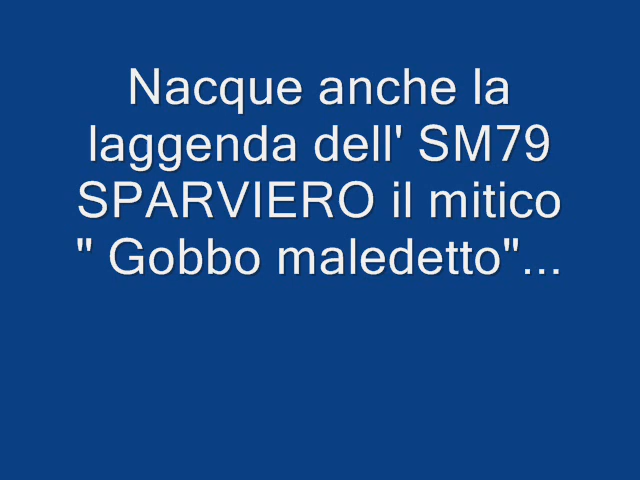 Nacque anche la
laggenda dell' SM79
SPARVIERO il mitico
" Gobbo maledetto"...